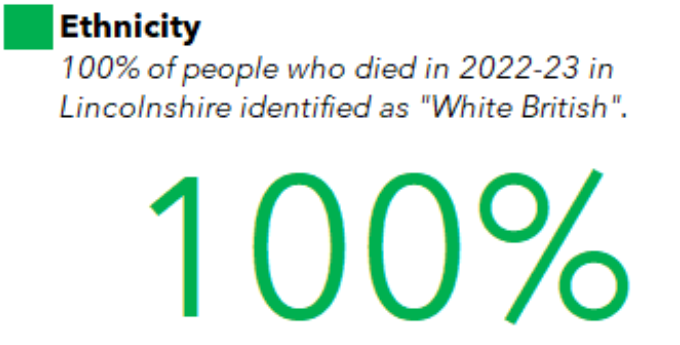 Ethnicity
100% of people who died in 2022-23 in
Lincolnshire identified as "White British".
100%